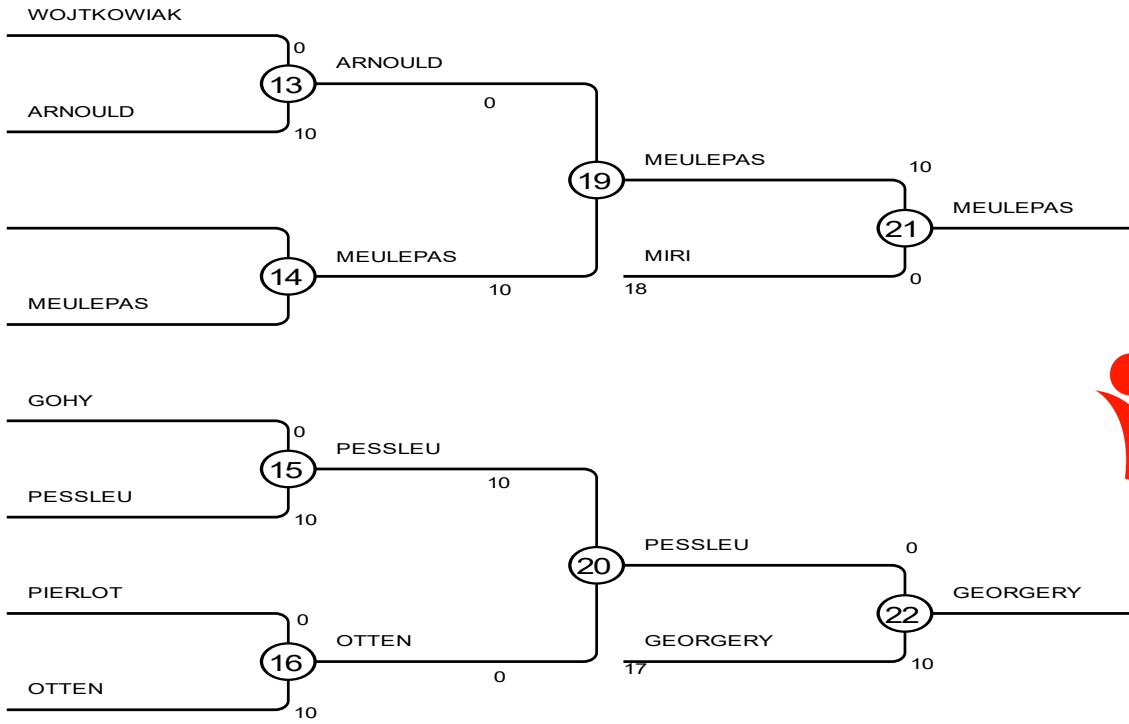 WOJTKOWIAK
0
13
ARNOULD
0
ARNOULD
10
19
MEULEPAS
10
21
MEULEPAS
14
MEULEPAS
10
MIRI
18
0
MEULEPAS
GOHY
0
15
PESSLEU
10
PESSLEU
10
20
PESSLEU
0
22
GEORGERY
PIERLOT
0
16
OTTEN
0
GEORGERY
17
10
OTTEN
10